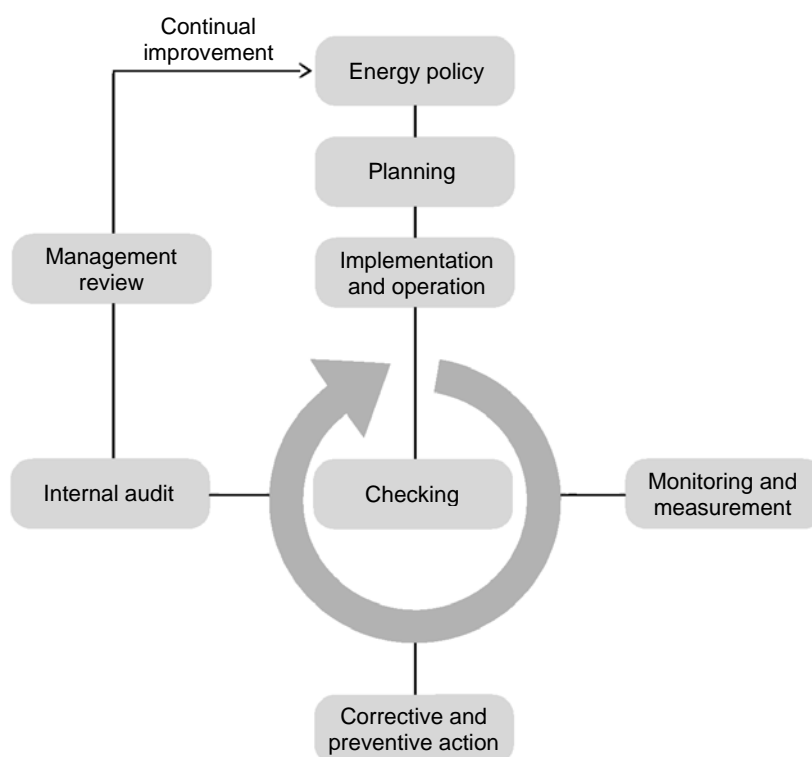 Continual
improvement
Energy policy
Planning
Management
review
Implementation
and operation
Internal audit
Checking
Monitoring and
measurement
Corrective and
preventive action